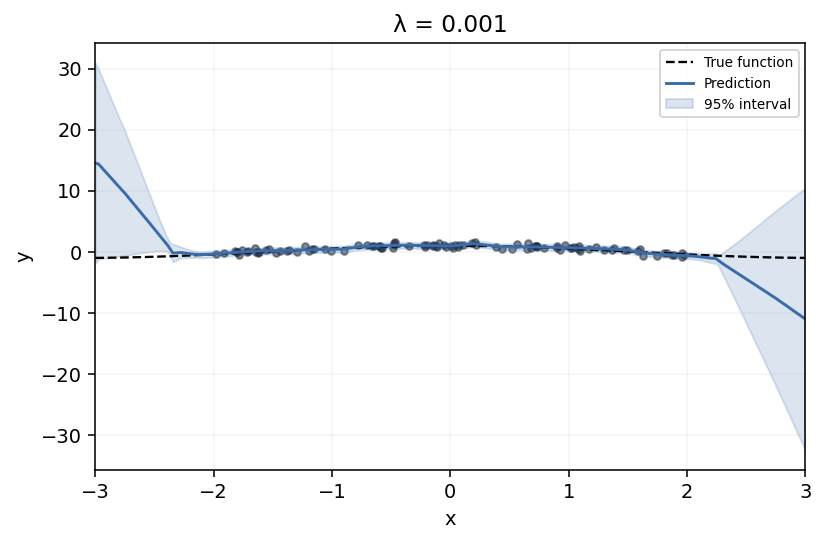 λ = 0.001
True function
Prediction
95% interval
y
30
20
10
0
−10
−20
−30
−3
−2
−1
0
1
2
3
x